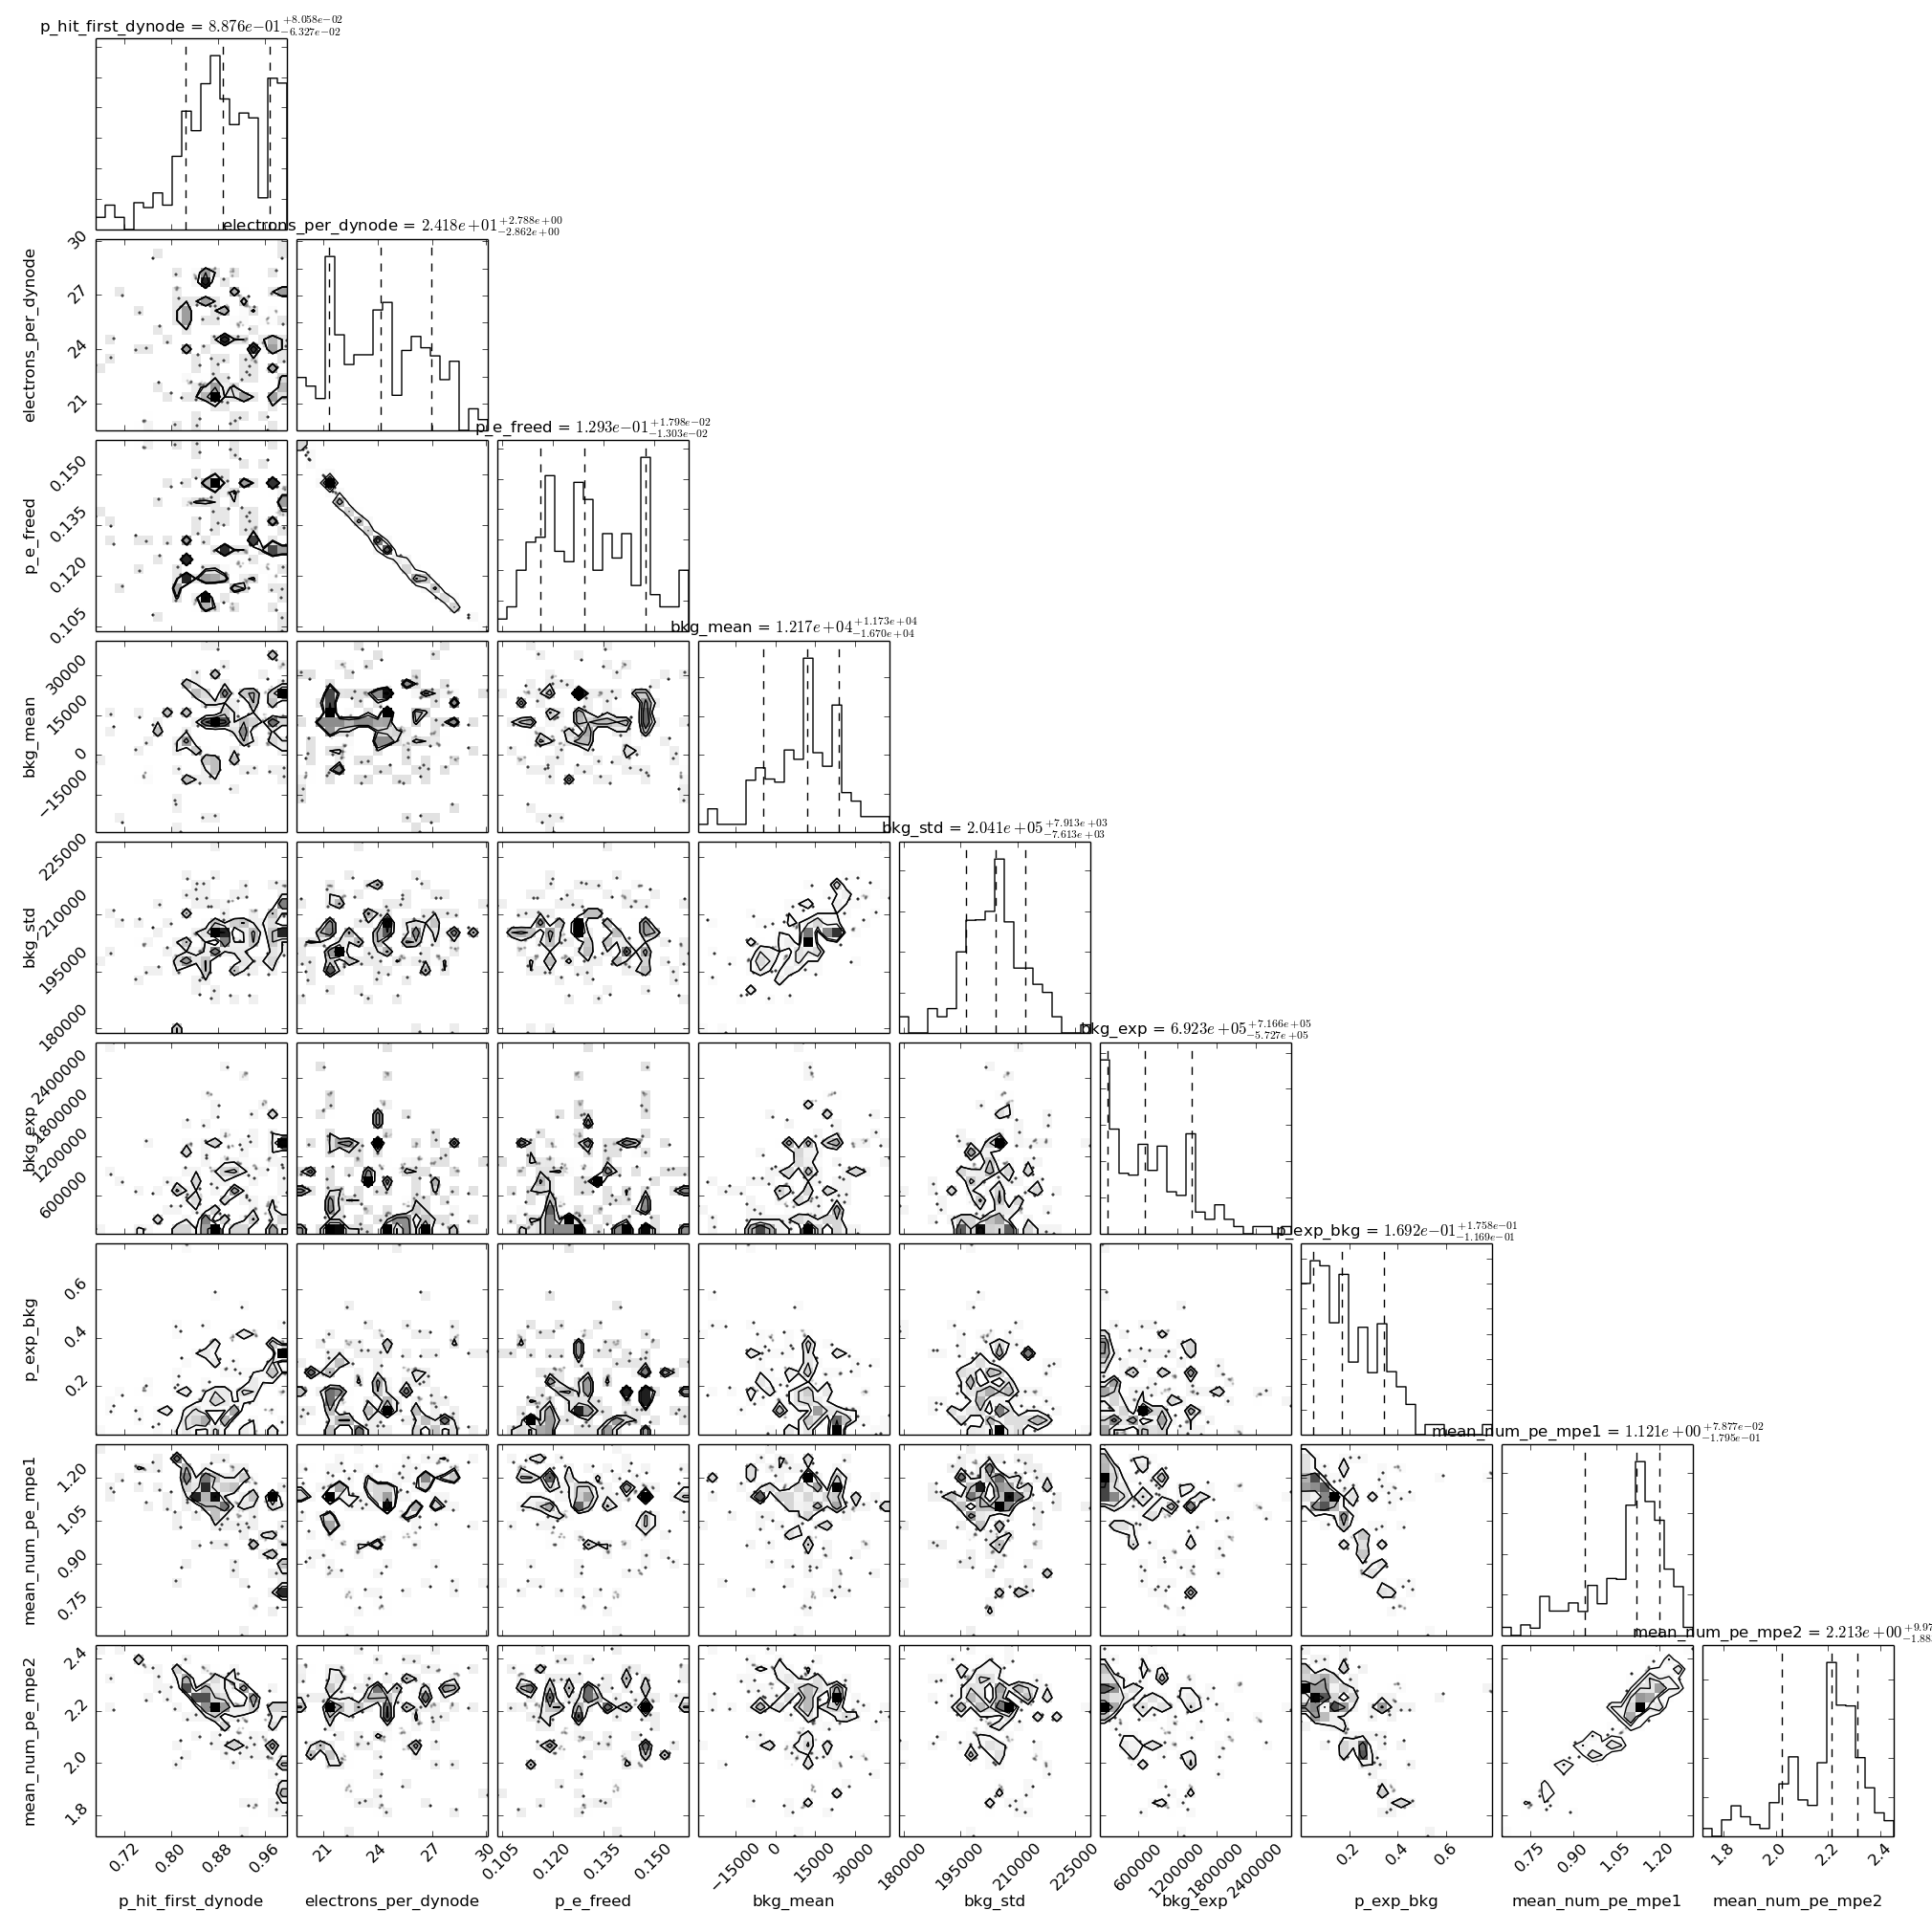 p_hit_first_dynode = 8.876e−01 +8.058e−02 −6.327e−02
electrons_per_dynode = 2.418e+01 +2.788e+00 −2.862e+00
30
27
24
21
electrons_per_dynode
p_e_freed = 1.293e−01 +1.798e−02 −1.303e−02
0.150
0.135
0.120
0.105
p_e_freed
bkg_mean = 1.217e+04 +1.173e+04 −1.670e+04
30000
15000
0
−15000
bkg_mean
bkg_std = 2.041e+05 +7.913e+03 −7.613e+03
225000
210000
195000
180000
bkg_std
bkg_exp = 6.923e+05 +7.166e+05 −5.727e+05
2400000
1800000
1200000
600000
bkg_exp
p_exp_bkg = 1.692e−01 +1.758e−01 −1.169e−01
0.6
0.4
0.2
p_exp_bkg
mean_num_pe_mpe1 = 1.121e+00 +7.877e−02 −1.795e−01
1.20
1.05
0.90
0.75
mean_num_pe_mpe1
mean_num_pe_mpe2 = 2.213e+00 +9.97 −1.88
2.4
2.2
2.0
1.8
mean_num_pe_mpe2
0.72 0.80 0.88 0.96 21 24 27 30 0.105 0.120 0.135 0.150 −15000 0 15000 30000 180000 195000 210000 225000 600000 1200000 1800000 2400000 0.2 0.4 0.6 0.75 0.90 1.05 1.20 1.8 2.0 2.2 2.4
p_hit_first_dynode electrons_per_dynode p_e_freed bkg_mean bkg_std bkg_exp p_exp_bkg mean_num_pe_mpe1 mean_num_pe_mpe2